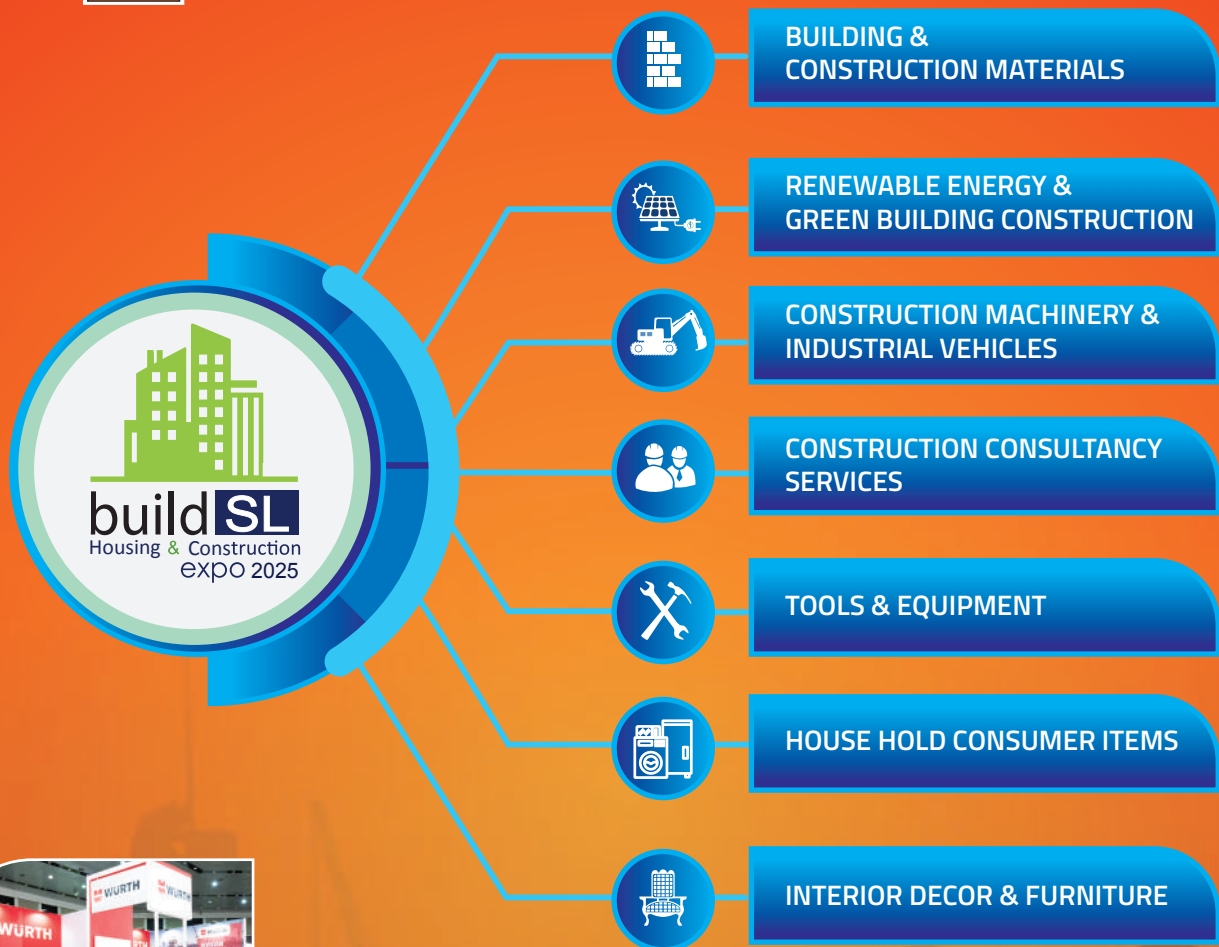 BUILDING &
CONSTRUCTION MATERIALS
RENEWABLE ENERGY &
GREEN BUILDING CONSTRUCTION
CONSTRUCTION MACHINERY &
INDUSTRIAL VEHICLES
CONSTRUCTION CONSULTANCY
SERVICES
TOOLS & EQUIPMENT
HOUSE HOLD CONSUMER ITEMS
INTERIOR DECOR & FURNITURE
build SL
Housing & Construction
expo 2025
WURTH
WURTH
WURTH